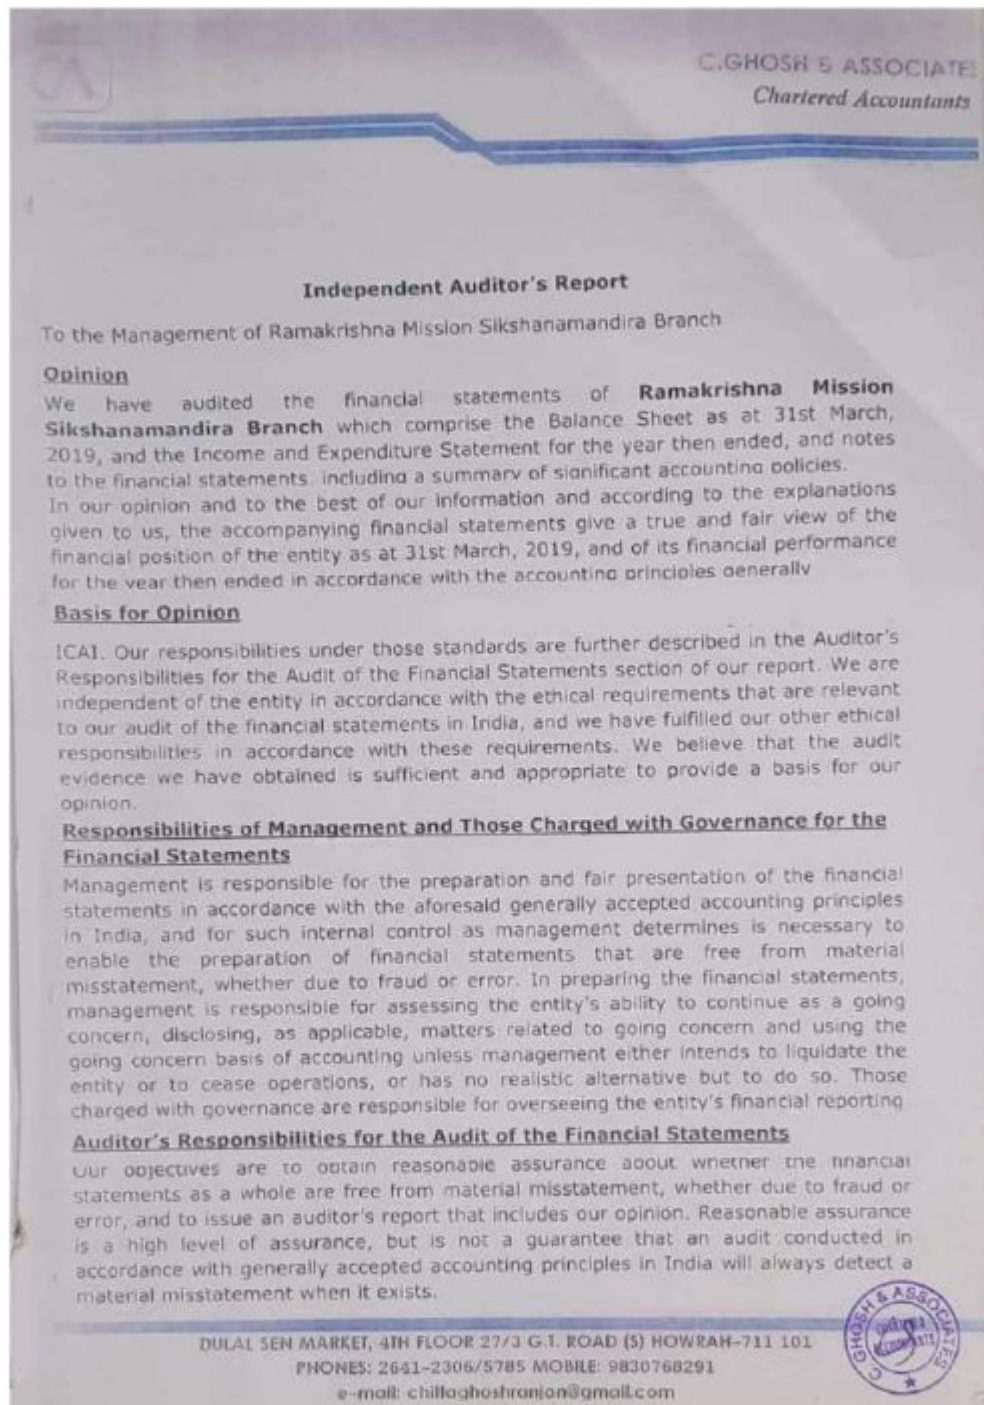 CA
C.GHOSH & ASSOCIATES
Chartered Accountants
Independent Auditor's Report
To the Management of Ramakrishna Mission Sikshanamandira Branch
Opinion
We have audited the financial statements of Ramakrishna Mission
Sikshanamandira Branch which comprise the Balance Sheet as at 31st March,
2019, and the Income and Expenditure Statement for the year then ended, and notes
to the financial statements, including a summary of significant accounting policies.
In our opinion and to the best of our information and according to the explanations
given to us, the accompanying financial statements give a true and fair view of the
financial position of the entity as at 31st March, 2019, and of its financial performance
for the year then ended in accordance with the accounting principles generally
Basis for Opinion
ICAI. Our responsibilities under those standards are further described in the Auditor's
Responsibilities for the Audit of the Financial Statements section of our report. We are
independent of the entity in accordance with the ethical requirements that are relevant
to our audit of the financial statements in India, and we have fulfilled our other ethical
responsibilities in accordance with these requirements. We believe that the audit
evidence we have obtained is sufficient and appropriate to provide a basis for our
opinion.
Responsibilities of Management and Those Charged with Governance for the
Financial Statements
Management is responsible for the preparation and fair presentation of the financial
statements in accordance with the aforesaid generally accepted accounting principles
in India, and for such internal control as management determines is necessary to
enable the preparation of financial statements that are free from material
misstatement, whether due to fraud or error. In preparing the financial statements,
management is responsible for assessing the entity's ability to continue as a going
concern, disclosing, as applicable, matters related to going concern and using the
going concern basis of accounting unless management either intends to liquidate the
entity or to cease operations, or has no realistic alternative but to do so. Those
charged with governance are responsible for overseeing the entity's financial reporting
Auditor's Responsibilities for the Audit of the Financial Statements
Our objectives are to obtain reasonable assurance about whether the financial
statements as a whole are free from material misstatement, whether due to fraud or
error, and to issue an auditor's report that includes our opinion. Reasonable assurance
is a high level of assurance, but is not a guarantee that an audit conducted in
accordance with generally accepted accounting principles in India will always detect a
material misstatement when it exists.
DULAL SEN MARKET, 4TH FLOOR 27/3 G.T. ROAD (S) HOWRAH-711 101
PHONES: 2641-2306/5785 MOBILE: 9830768291
e-mail: chittaghoshranjon@gmail.com
C. GHOSH & ASSOCIATES